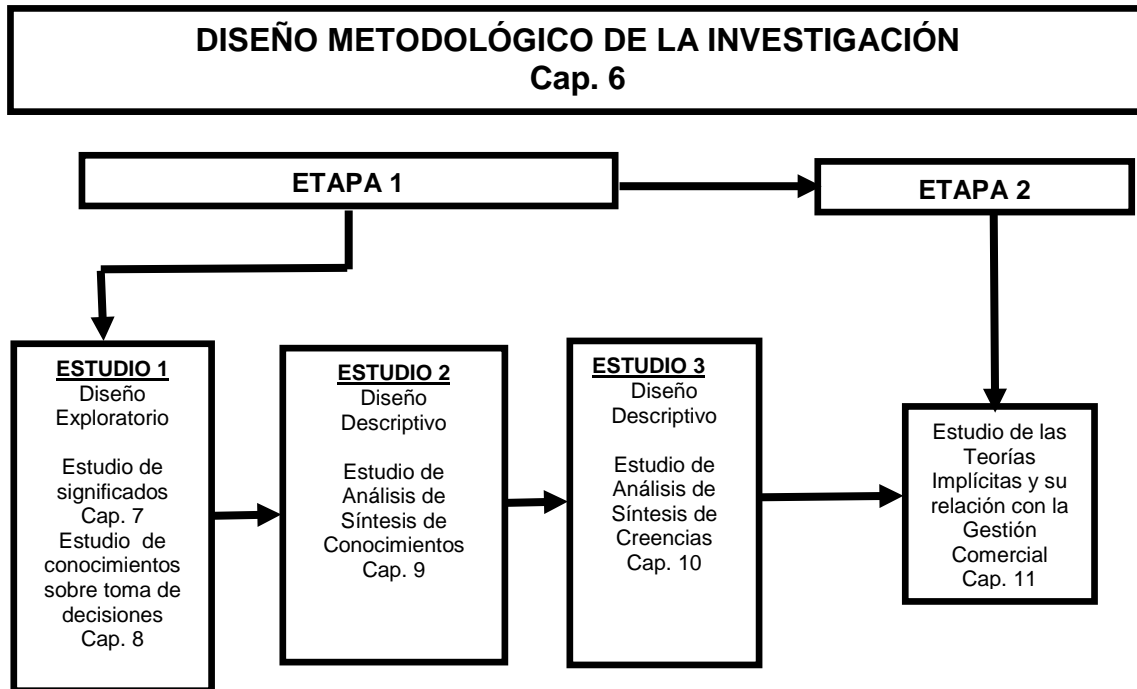 DISEÑO METODOLÓGICO DE LA INVESTIGACIÓN
Cap. 6
ETAPA 1
ETAPA 2
ESTUDIO 1
Diseño
Exploratorio
Estudio de
significados
Cap. 7
Estudio de
conocimientos
sobre toma de
decisiones
Cap. 8
ESTUDIO 2
Diseño
Descriptivo
Estudio de
Análisis de
Síntesis de
Conocimientos
Cap. 9
ESTUDIO 3
Diseño
Descriptivo
Estudio de
Análisis de
Síntesis de
Creencias
Cap. 10
Estudio de las
Teorías
Implícitas y su
relación con la
Gestión
Comercial
Cap. 11